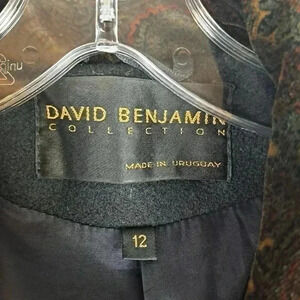 DAVID BENJAMIN
COLLECTION
MADE IN URUGUAY
12